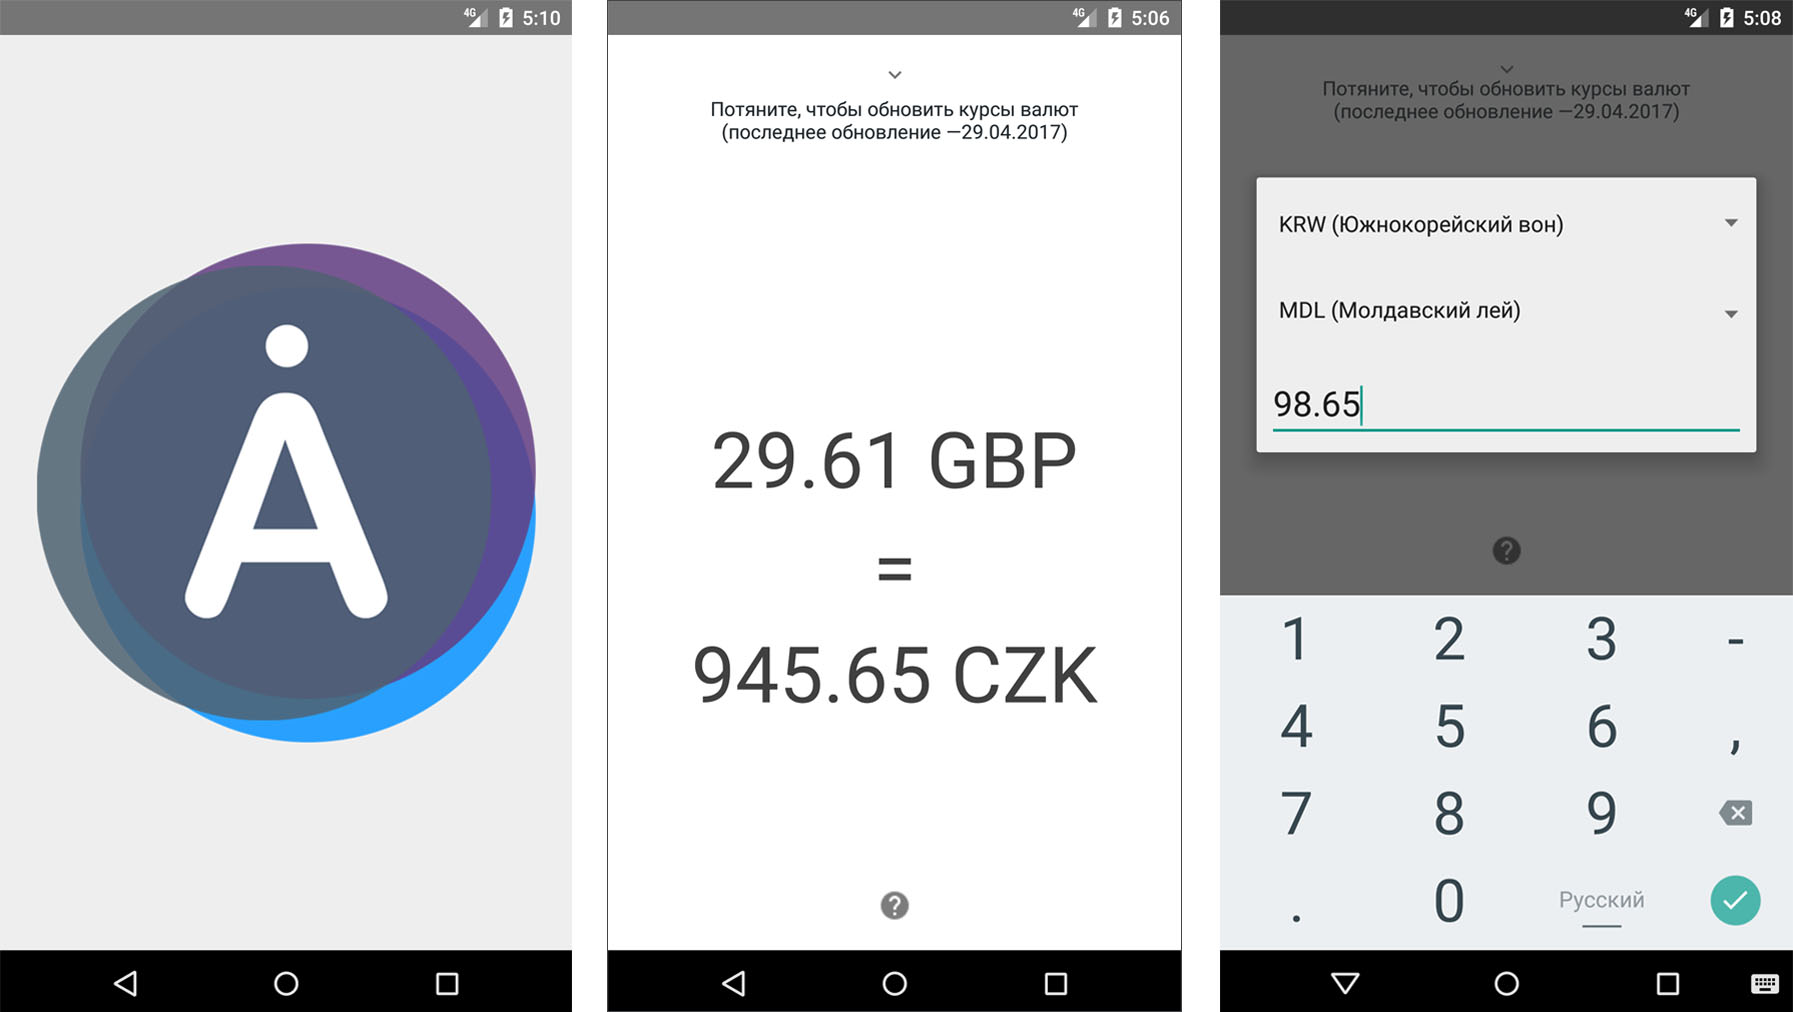 4G 5:10
Å
4G 5:06
Потяните, чтобы обновить курсы валют
(последнее обновление —29.04.2017)
29.61 GBP
=
945.65 CZK
?
4G 5:08
Потяните, чтобы обновить курсы валют
(последнее обновление —29.04.2017)
KRW (Южнокорейский вон)
MDL (Молдавский лей)
98.65
?
1 2 3 -
4 5 6 ,
7 8 9
. 0 Русский